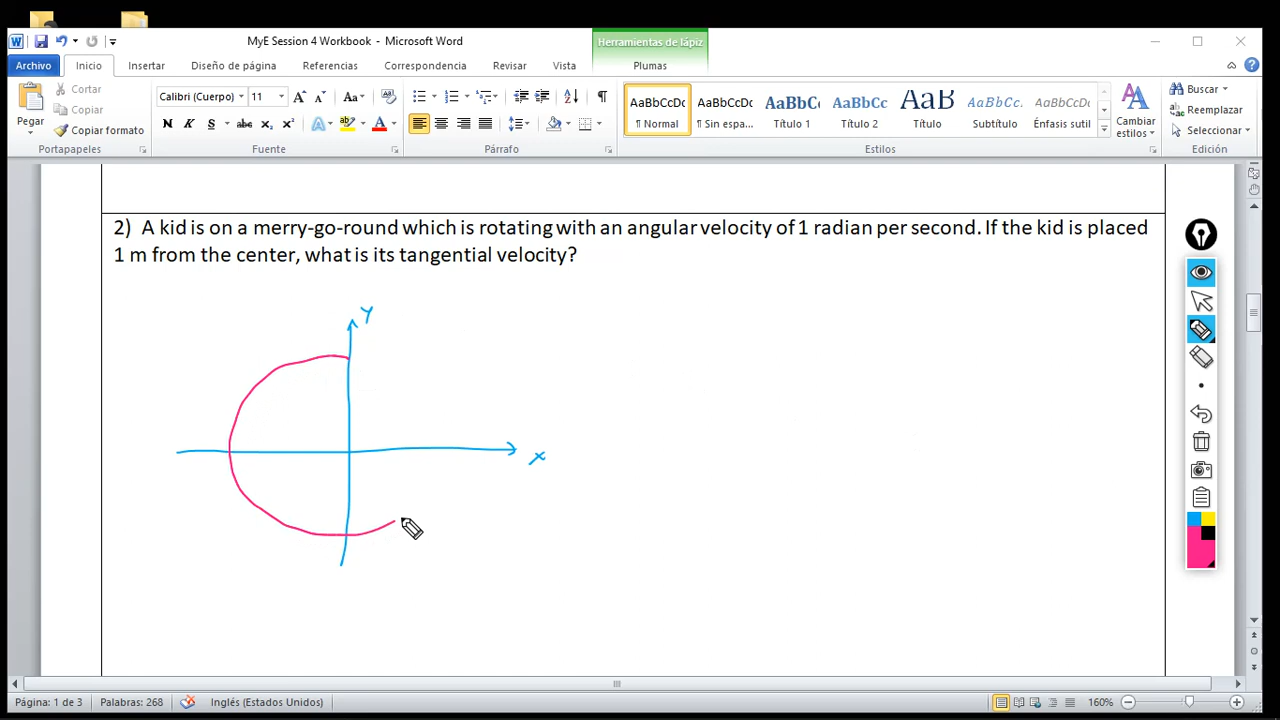 MyE Session 4 Workbook - Microsoft Word
Herramientas de lápiz
Archivo Inicio Insertar Diseño de página Referencias Correspondencia Revisar Vista Plumas
Pegar
Cortar
Copiar
Copiar formato
Portapapeles
Calibri (Cuerpo) 11
N K S abc x₂ x²
Fuente
Párrafo
AaBbCcDc AaBbCcDc AaBbCc AaBbCc AaB AaBbCc. AaBbCcDc
¶ Normal ¶ Sin espa... Título 1 Título 2 Título Subtítulo Énfasis sutil
Cambiar estilos
Estilos
Buscar
Reemplazar
Seleccionar
Edición
2) A kid is on a merry-go-round which is rotating with an angular velocity of 1 radian per second. If the kid is placed
1 m from the center, what is its tangential velocity?
Y
x
Página: 1 de 3 Palabras: 268 Inglés (Estados Unidos) 160%